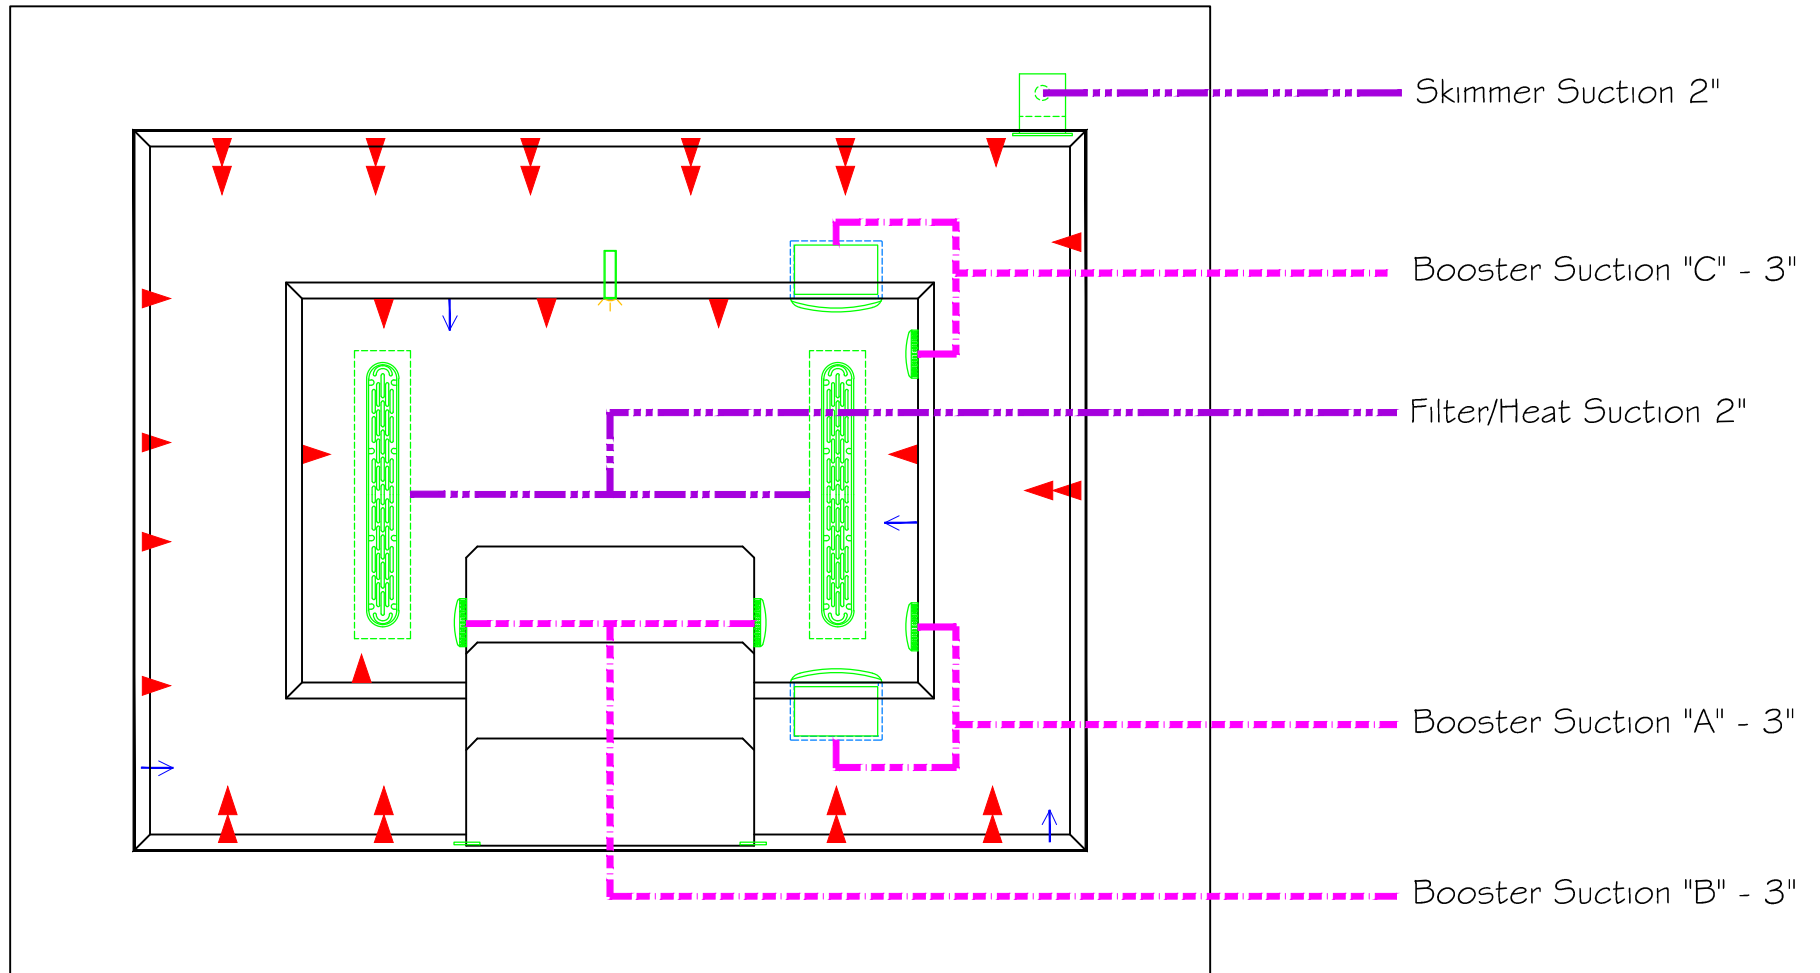 Skimmer Suction 2"
Booster Suction "C" - 3"
Filter/Heat Suction 2"
Booster Suction "A" - 3"
Booster Suction "B" - 3"